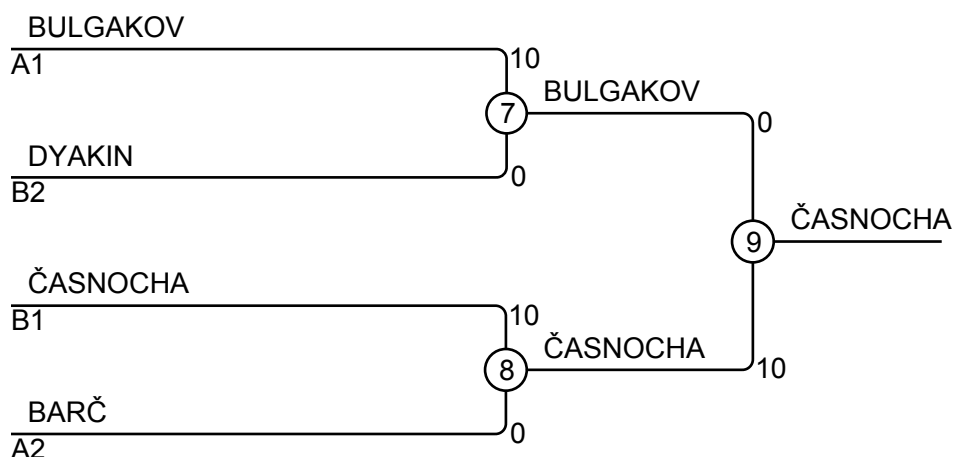 BULGAKOV
A1
10
7
BULGAKOV
DYAKIN
B2
0
0
9
ČASNOCHA
ČASNOCHA
B1
10
8
ČASNOCHA
10
BARČ
A2
0